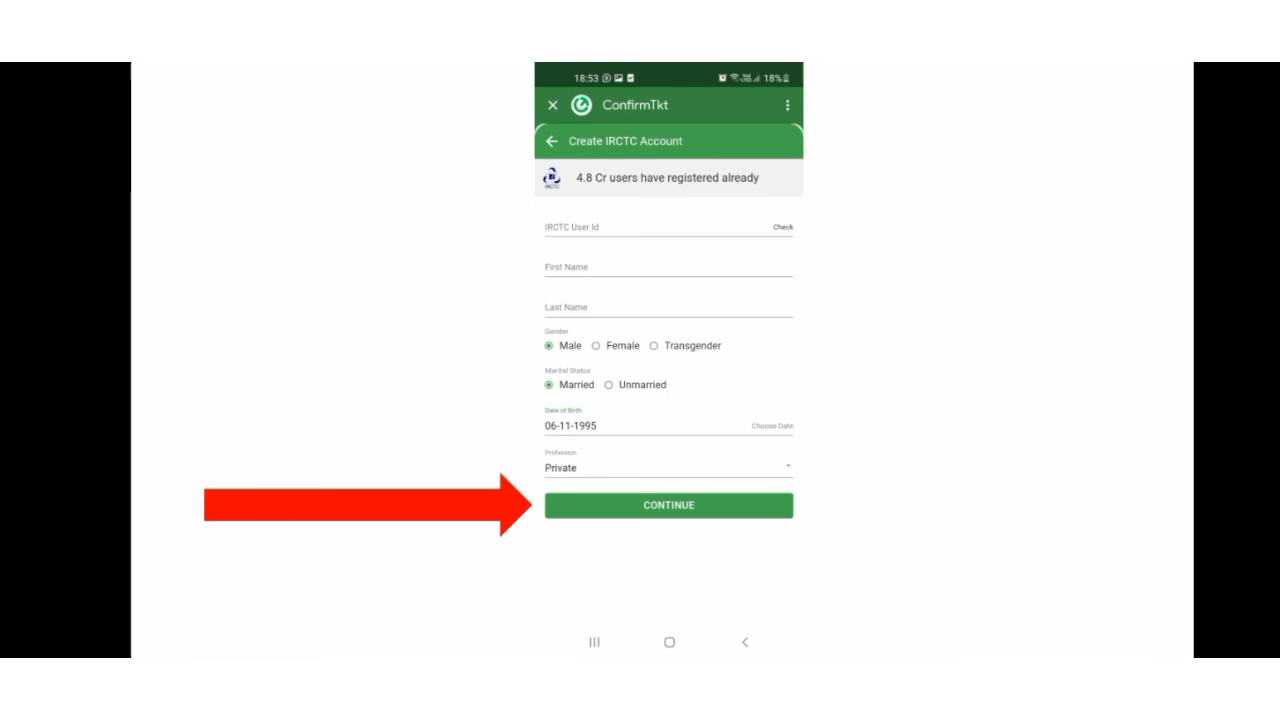 18:53 18%
ConfirmTkt
Create IRCTC Account
IRCTC
4.8 Cr users have registered already
IRCTC User Id Check
First Name
Last Name
Gender
Male Female Transgender
Marital Status
Married Unmarried
Date of Birth
06-11-1995 Choose Date
Profession
Private
CONTINUE